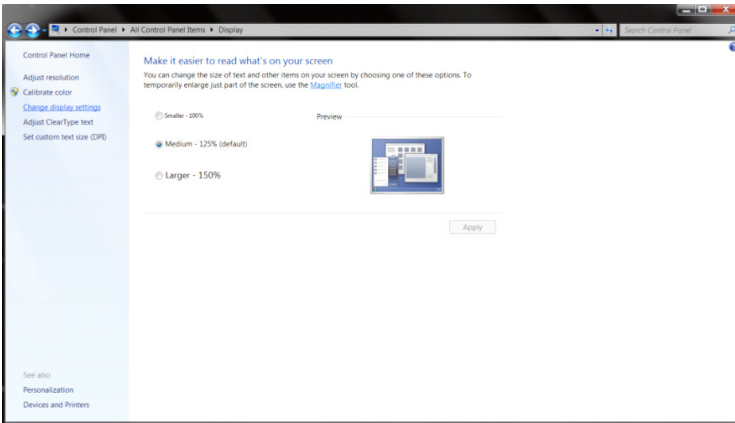 Control Panel ▸ All Control Panel Items ▸ Display
Search Control Panel
Control Panel Home
Adjust resolution
Calibrate color
Change display settings
Adjust ClearType text
Set custom text size (DPI)
Make it easier to read what's on your screen
You can change the size of text and other items on your screen by choosing one of these options. To
temporarily enlarge just part of the screen, use the Magnifier tool.
Smaller - 100%
Preview
Medium - 125% (default)
Larger - 150%
Apply
See also
Personalization
Devices and Printers